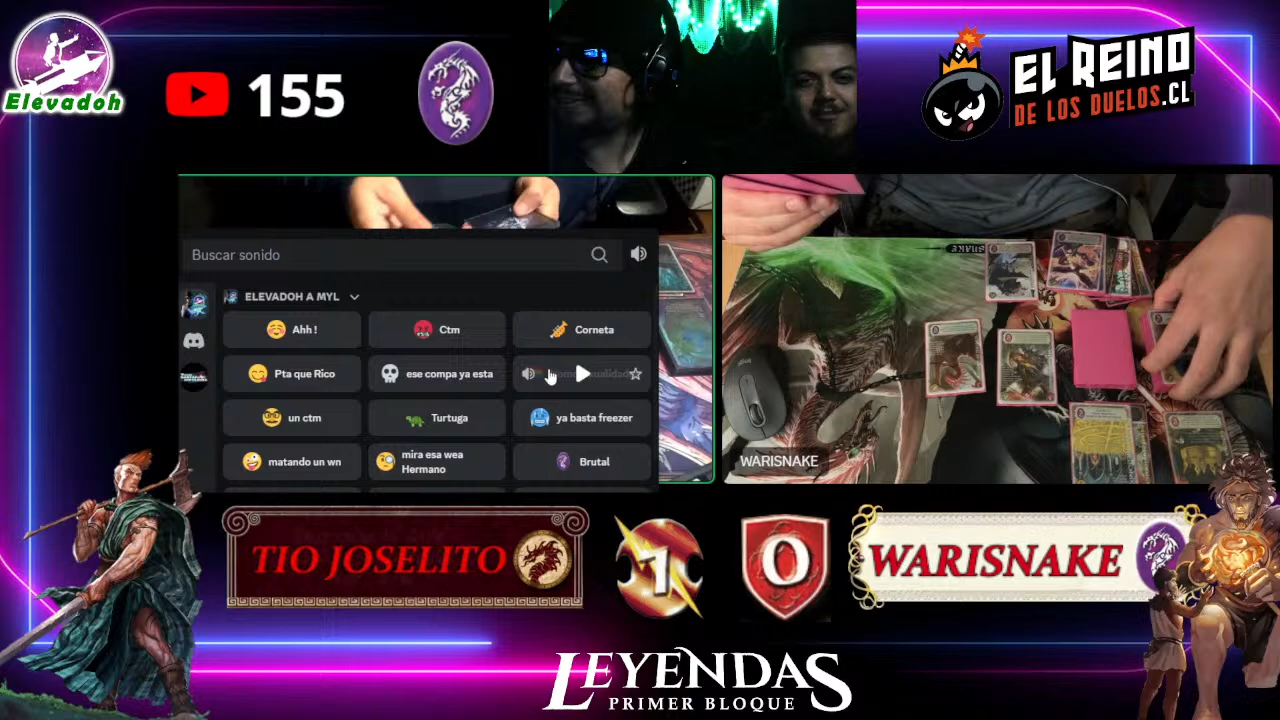 Elevadoh
155
EL REINO
DE LOS DUELOS.CL
Buscar sonido
ELEVADOH A MYL
Ahh !
Ctm
Corneta
Pta que Rico
ese compa ya esta
un ctm
Turtuga
ya basta freezer
matando un wn
mira esa wea
Hermano
Brutal
WARISNAKE
TIO JOSELITO
1
0
WARISNAKE
LEYENDAS
PRIMER BLOQUE